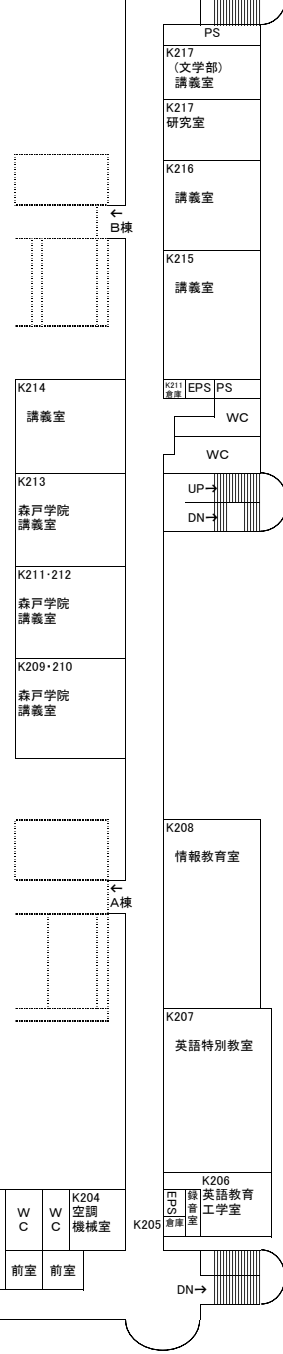 PS
K217
（文学部）
講義室
K217
研究室
K216
講義室
←
B棟
K215
講義室
K214
講義室
K211
倉庫
EPS
PS
WC
WC
K213
森戸学院
講義室
UP→
DN→
K211·212
森戸学院
講義室
K209･210
森戸学院
講義室
K208
情報教育室
←
A棟
K207
英語特別教室
K204
空調
機械室
WC
WC
前室
前室
K205
EPS
倉庫
録音室
K206
英語教育
工学室
DN→